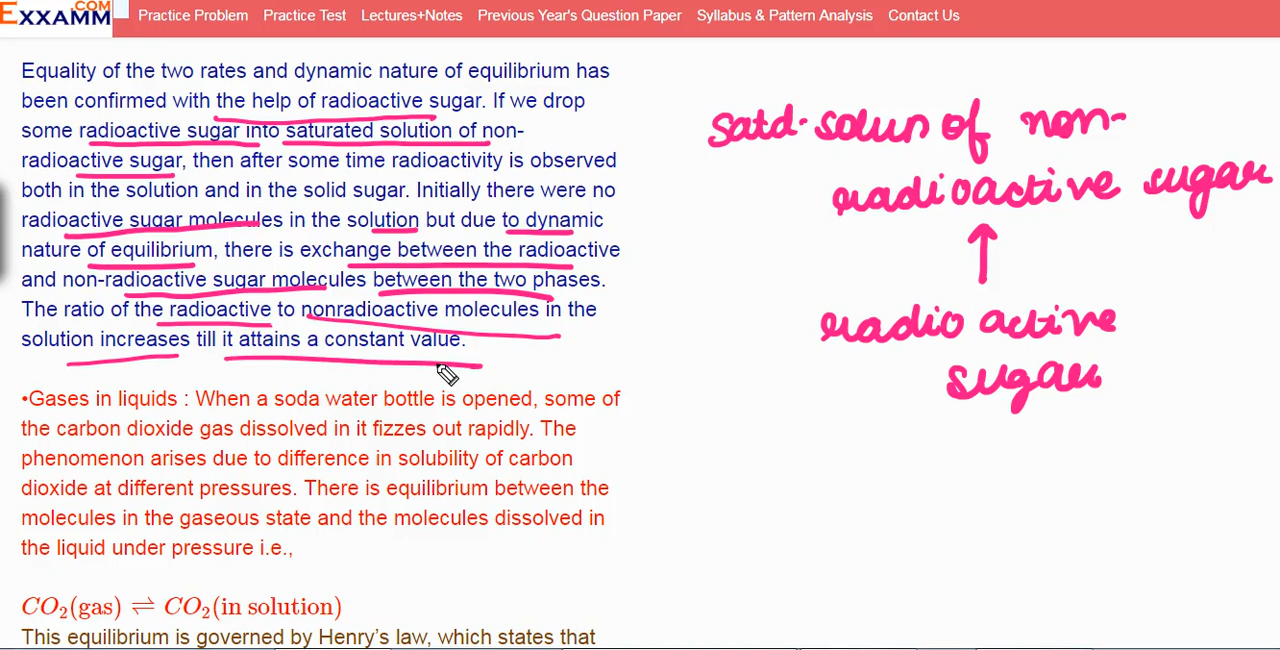 EXXAMM
.COM
Practice Problem Practice Test Lectures+Notes Previous Year's Question Paper Syllabus & Pattern Analysis Contact Us
Equality of the two rates and dynamic nature of equilibrium has
been confirmed with the help of radioactive sugar. If we drop
some radioactive sugar into saturated solution of non-
radioactive sugar, then after some time radioactivity is observed
both in the solution and in the solid sugar. Initially there were no
radioactive sugar molecules in the solution but due to dynamic
nature of equilibrium, there is exchange between the radioactive
and non-radioactive sugar molecules between the two phases.
The ratio of the radioactive to nonradioactive molecules in the
solution increases till it attains a constant value.
•Gases in liquids : When a soda water bottle is opened, some of
the carbon dioxide gas dissolved in it fizzes out rapidly. The
phenomenon arises due to difference in solubility of carbon
dioxide at different pressures. There is equilibrium between the
molecules in the gaseous state and the molecules dissolved in
the liquid under pressure i.e.,
CO₂(gas) ⇌ CO₂(in solution)
This equilibrium is governed by Henry's law, which states that
satd. solun of non-
radioactive sugar
↑
radio active
sugar